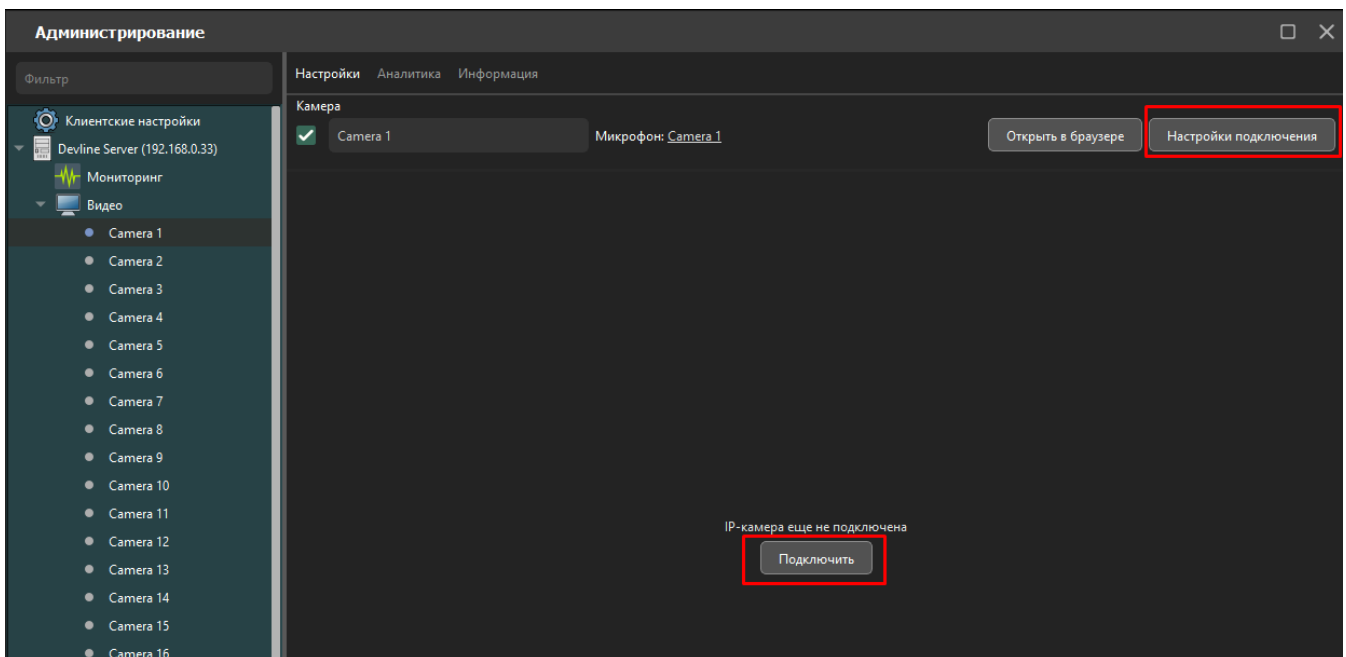 Администрирование
Фильтр
Настройки Аналитика Информация
Клиентские настройки
Devline Server (192.168.0.33)
Мониторинг
Видео
Camera 1
Camera 2
Camera 3
Camera 4
Camera 5
Camera 6
Camera 7
Camera 8
Camera 9
Camera 10
Camera 11
Camera 12
Camera 13
Camera 14
Camera 15
Camera 16
Камера
Camera 1 Микрофон: Camera 1 Открыть в браузере Настройки подключения
IP-камера еще не подключена
Подключить